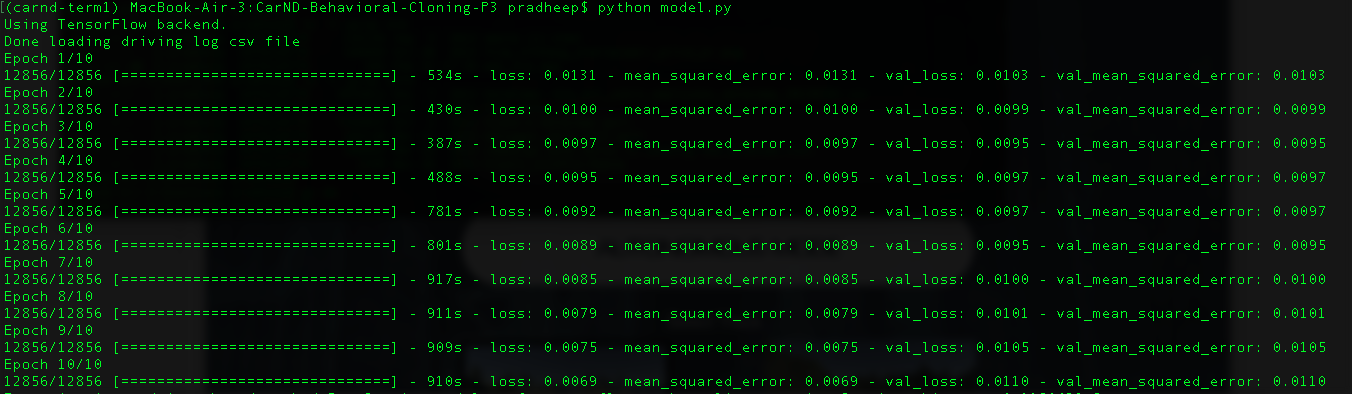 [(carnd-term1) MacBook-Air-3:CarND-Behavioral-Cloning-P3 pradheep$ python model.py
Using TensorFlow backend.
Done loading driving log csv file
Epoch 1/10
12856/12856 [==============================] - 534s - loss: 0.0131 - mean_squared_error: 0.0131 - val_loss: 0.0103 - val_mean_squared_error: 0.0103
Epoch 2/10
12856/12856 [==============================] - 430s - loss: 0.0100 - mean_squared_error: 0.0100 - val_loss: 0.0099 - val_mean_squared_error: 0.0099
Epoch 3/10
12856/12856 [==============================] - 387s - loss: 0.0097 - mean_squared_error: 0.0097 - val_loss: 0.0095 - val_mean_squared_error: 0.0095
Epoch 4/10
12856/12856 [==============================] - 488s - loss: 0.0095 - mean_squared_error: 0.0095 - val_loss: 0.0097 - val_mean_squared_error: 0.0097
Epoch 5/10
12856/12856 [==============================] - 781s - loss: 0.0092 - mean_squared_error: 0.0092 - val_loss: 0.0097 - val_mean_squared_error: 0.0097
Epoch 6/10
12856/12856 [==============================] - 801s - loss: 0.0089 - mean_squared_error: 0.0089 - val_loss: 0.0095 - val_mean_squared_error: 0.0095
Epoch 7/10
12856/12856 [==============================] - 917s - loss: 0.0085 - mean_squared_error: 0.0085 - val_loss: 0.0100 - val_mean_squared_error: 0.0100
Epoch 8/10
12856/12856 [==============================] - 911s - loss: 0.0079 - mean_squared_error: 0.0079 - val_loss: 0.0101 - val_mean_squared_error: 0.0101
Epoch 9/10
12856/12856 [==============================] - 909s - loss: 0.0075 - mean_squared_error: 0.0075 - val_loss: 0.0105 - val_mean_squared_error: 0.0105
Epoch 10/10
12856/12856 [==============================] - 910s - loss: 0.0069 - mean_squared_error: 0.0069 - val_loss: 0.0110 - val_mean_squared_error: 0.0110